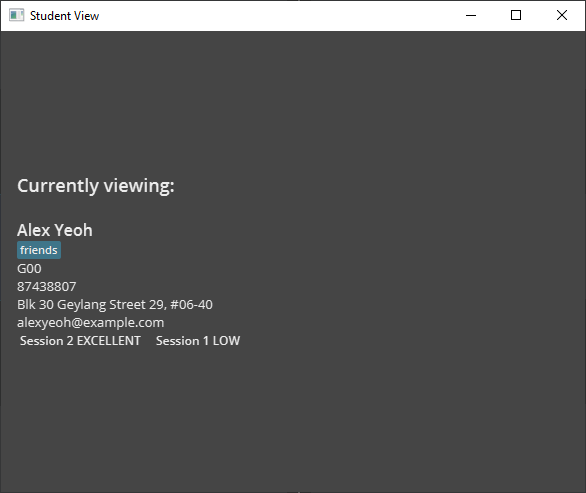 Student View
Currently viewing:
Alex Yeoh
friends
G00
87438807
Blk 30 Geylang Street 29, #06-40
alexyeoh@example.com
Session 2 EXCELLENT Session 1 LOW